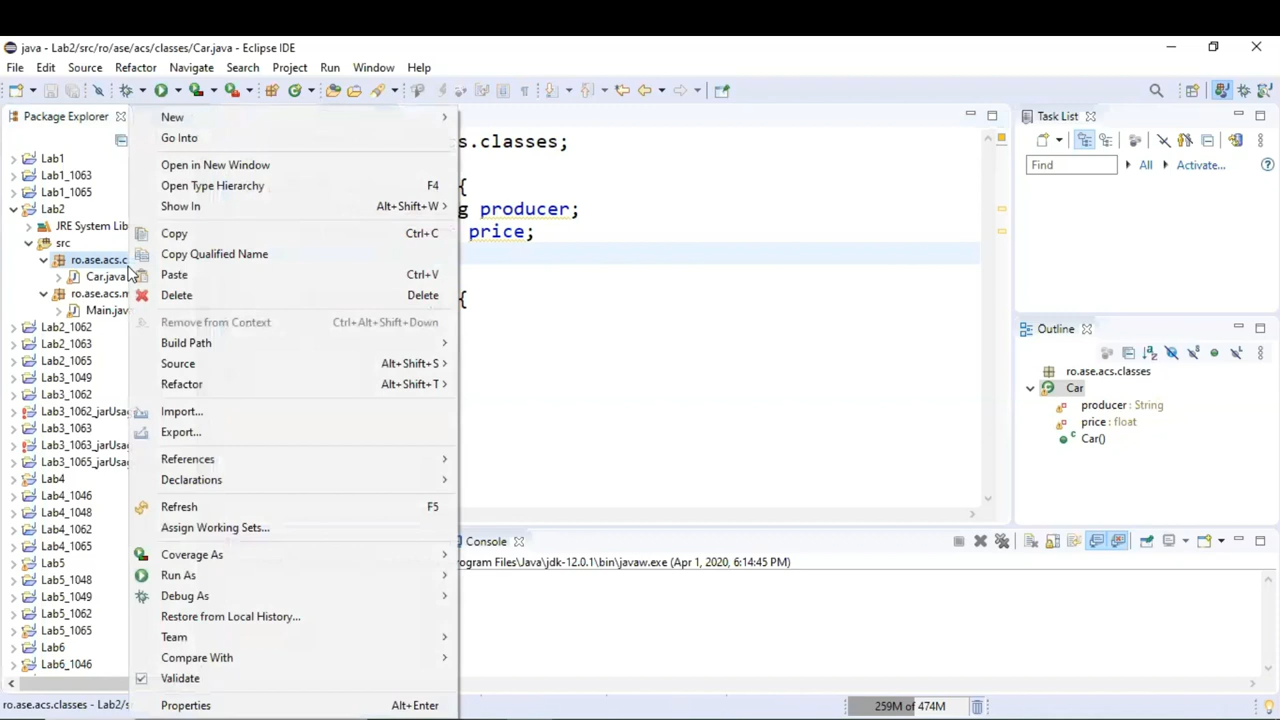 java - Lab2/src/ro/ase/acs/classes/Car.java - Eclipse IDE
File Edit Source Refactor Navigate Search Project Run Window Help
Package Explorer
Lab1
Lab1_1063
Lab1_1065
Lab2
JRE System Lib
src
ro.ase.acs.c
Car.java
ro.ase.acs.m
Main.jav
Lab2_1062
Lab2_1063
Lab2_1065
Lab3_1049
Lab3_1062
Lab3_1062_jarUsag
Lab3_1063
Lab3_1063_jarUsag
Lab3_1065_jarUsag
Lab4
Lab4_1046
Lab4_1048
Lab4_1062
Lab4_1065
Lab5
Lab5_1048
Lab5_1049
Lab5_1062
Lab5_1065
Lab6
Lab6_1046
New
Go Into
Open in New Window
Open Type Hierarchy F4
Show In Alt+Shift+W
Copy Ctrl+C
Copy Qualified Name
Paste Ctrl+V
Delete Delete
Remove from Context Ctrl+Alt+Shift+Down
Build Path
Source Alt+Shift+S
Refactor Alt+Shift+T
Import...
Export...
References
Declarations
Refresh F5
Assign Working Sets...
Coverage As
Run As
Debug As
Restore from Local History...
Team
Compare With
Validate
Properties Alt+Enter
s.classes;
{
g producer;
price;
{
Console
ogram Files\Java\jdk-12.0.1\bin\javaw.exe (Apr 1, 2020, 6:14:45 PM)
Task List
Find All Activate...
Outline
ro.ase.acs.classes
Car
producer : String
price : float
Car()
ro.ase.acs.classes - Lab2/s
259M of 474M